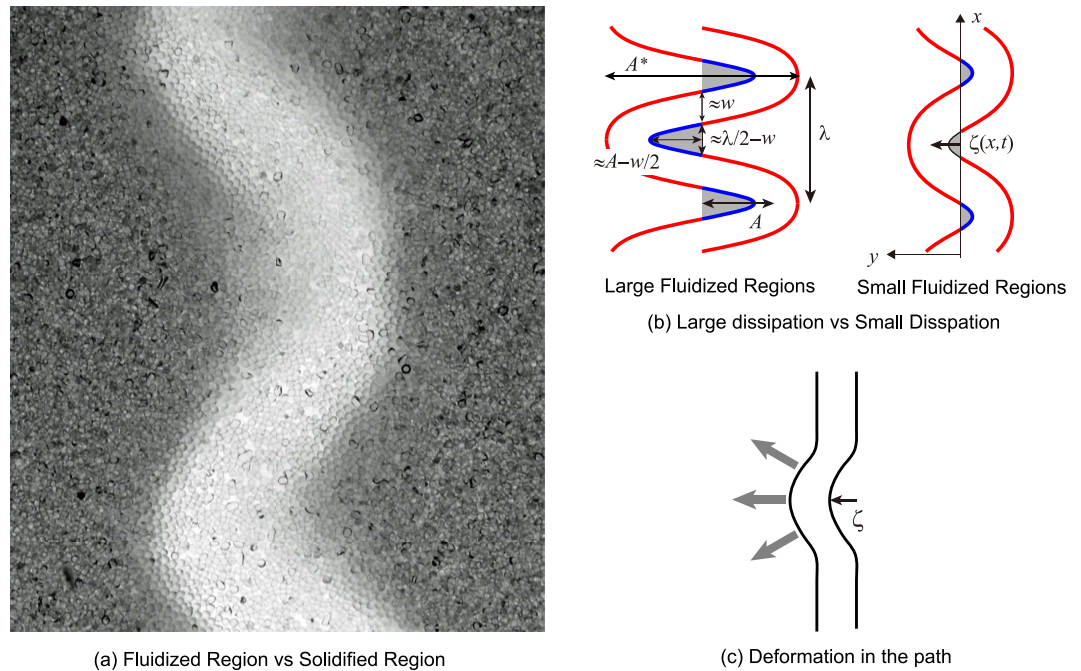 A*
≈w
≈λ/2−w
≈A−w/2
λ
A
x
ζ(x,t)
y
Large Fluidized Regions
Small Fluidized Regions
(b) Large dissipation vs Small Disspation
ζ
(a) Fluidized Region vs Solidified Region
(c) Deformation in the path